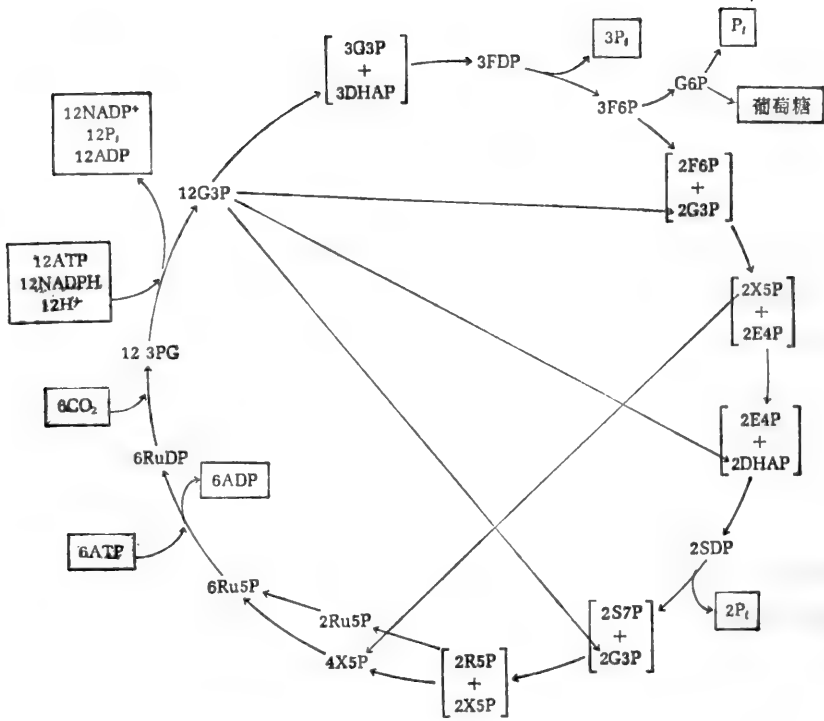 3G3P
+
3DHAP
3FDP
3Pᵢ
Pᵢ
G6P
葡萄糖
3F6P
2F6P
+
2G3P
12NADP⁺
12Pᵢ
12ADP
12G3P
12ATP
12NADPH
12H⁺
2X5P
+
2E4P
12 3PG
6CO₂
2E4P
+
2DHAP
6RuDP
6ADP
6ATP
2SDP
2Pᵢ
6Ru5P
2Ru5P
2S7P
+
2G3P
4X5P
2R5P
+
2X5P